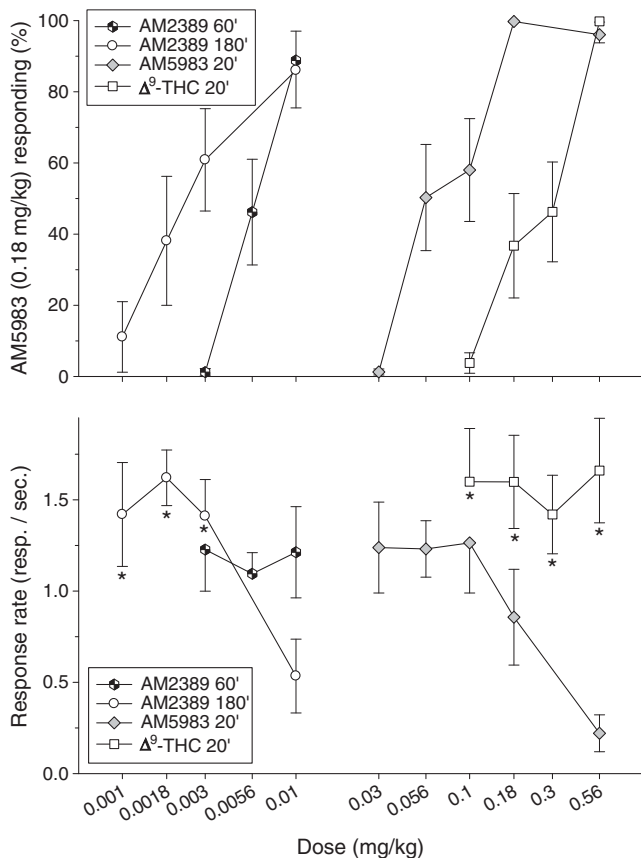 AM5983 (0.18 mg/kg) responding (%)
100
80
60
40
20
0
AM2389 60'
AM2389 180'
AM5983 20'
Δ⁹-THC 20'
Response rate (resp. / sec.)
1.5
1.0
0.5
0.0
*
*
*
*
*
*
*
AM2389 60'
AM2389 180'
AM5983 20'
Δ⁹-THC 20'
0.001
0.0018
0.003
0.0056
0.01
0.03
0.056
0.1
0.18
0.3
0.56
Dose (mg/kg)